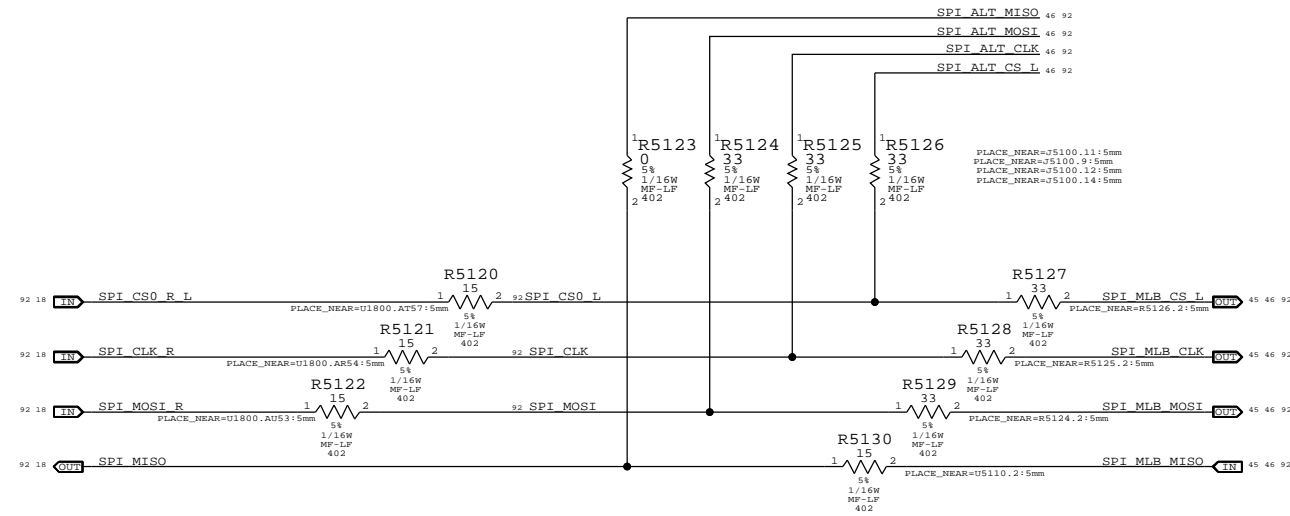 SPI_ALT_MISO 46 92
SPI_ALT_MOSI 46 92
SPI_ALT_CLK 46 92
SPI_ALT_CS_L 46 92
1
R5123
0
5%
1/16W
MF-LF
402
2
1
R5124
33
5%
1/16W
MF-LF
402
2
1
R5125
33
5%
1/16W
MF-LF
402
2
1
R5126
33
5%
1/16W
MF-LF
402
2
PLACE_NEAR=J5100.11:5mm
PLACE_NEAR=J5100.9:5mm
PLACE_NEAR=J5100.12:5mm
PLACE_NEAR=J5100.14:5mm
92 18 IN SPI_CS0_R_L
R5120
1 15 2
PLACE_NEAR=U1800.AT57:5mm
5%
1/16W
MF-LF
402
92 SPI_CS0_L
R5127
1 33 2
5%
1/16W
MF-LF
402
SPI_MLB_CS_L OUT 45 46 92
PLACE_NEAR=R5126.2:5mm
92 18 IN SPI_CLK_R
R5121
1 15 2
PLACE_NEAR=U1800.AR54:5mm
5%
1/16W
MF-LF
402
92 SPI_CLK
R5128
1 33 2
5%
1/16W
MF-LF
402
SPI_MLB_CLK OUT 45 46 92
PLACE_NEAR=R5125.2:5mm
92 18 IN SPI_MOSI_R
R5122
1 15 2
PLACE_NEAR=U1800.AU53:5mm
5%
1/16W
MF-LF
402
92 SPI_MOSI
R5129
1 33 2
5%
1/16W
MF-LF
402
SPI_MLB_MOSI OUT 45 46 92
PLACE_NEAR=R5124.2:5mm
92 18 OUT SPI_MISO
R5130
1 15 2
5%
1/16W
MF-LF
402
SPI_MLB_MISO IN 45 46 92
PLACE_NEAR=U5110.2:5mm